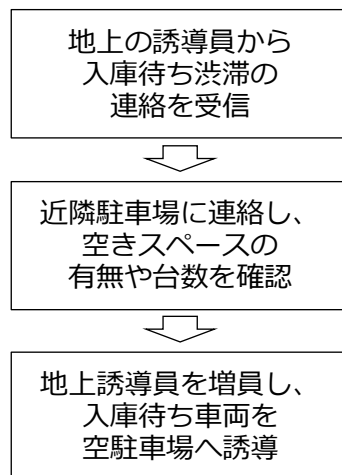 地上の誘導員から
入庫待ち渋滞の
連絡を受信
近隣駐車場に連絡し、
空きスペースの
有無や台数を確認
地上誘導員を増員し、
入庫待ち車両を
空駐車場へ誘導